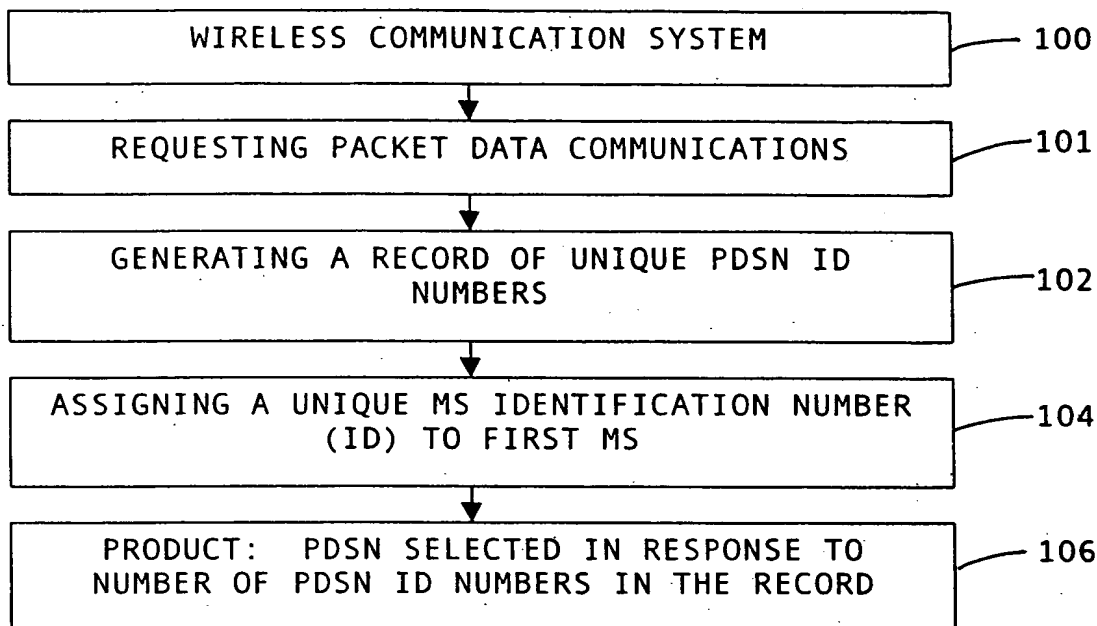 WIRELESS COMMUNICATION SYSTEM
100
REQUESTING PACKET DATA COMMUNICATIONS
101
GENERATING A RECORD OF UNIQUE PDSN ID
NUMBERS
102
ASSIGNING A UNIQUE MS IDENTIFICATION NUMBER
(ID) TO FIRST MS
104
PRODUCT: PDSN SELECTED IN RESPONSE TO
NUMBER OF PDSN ID NUMBERS IN THE RECORD
106